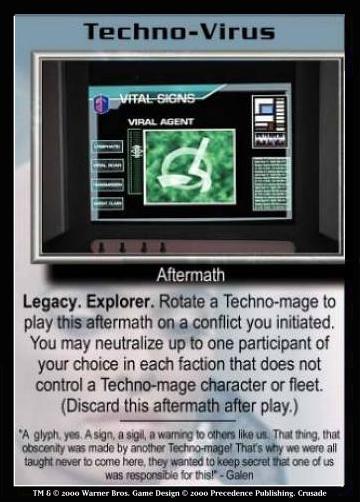 Techno-Virus
VITAL SIGNS
VIRAL AGENT
Aftermath
Legacy. Explorer. Rotate a Techno-mage to
play this aftermath on a conflict you initiated.
You may neutralize up to one participant of
your choice in each faction that does not
control a Techno-mage character or fleet.
(Discard this aftermath after play.)
"A glyph, yes. A sign, a sigil, a warning to others like us. That thing, that
obscenity was made by another Techno-mage! That's why we were all
taught never to come here, they wanted to keep secret that one of us
was responsible for this!" - Galen
TM & © 2000 Warner Bros. Game Design © 2000 Precedence Publishing. Crusade